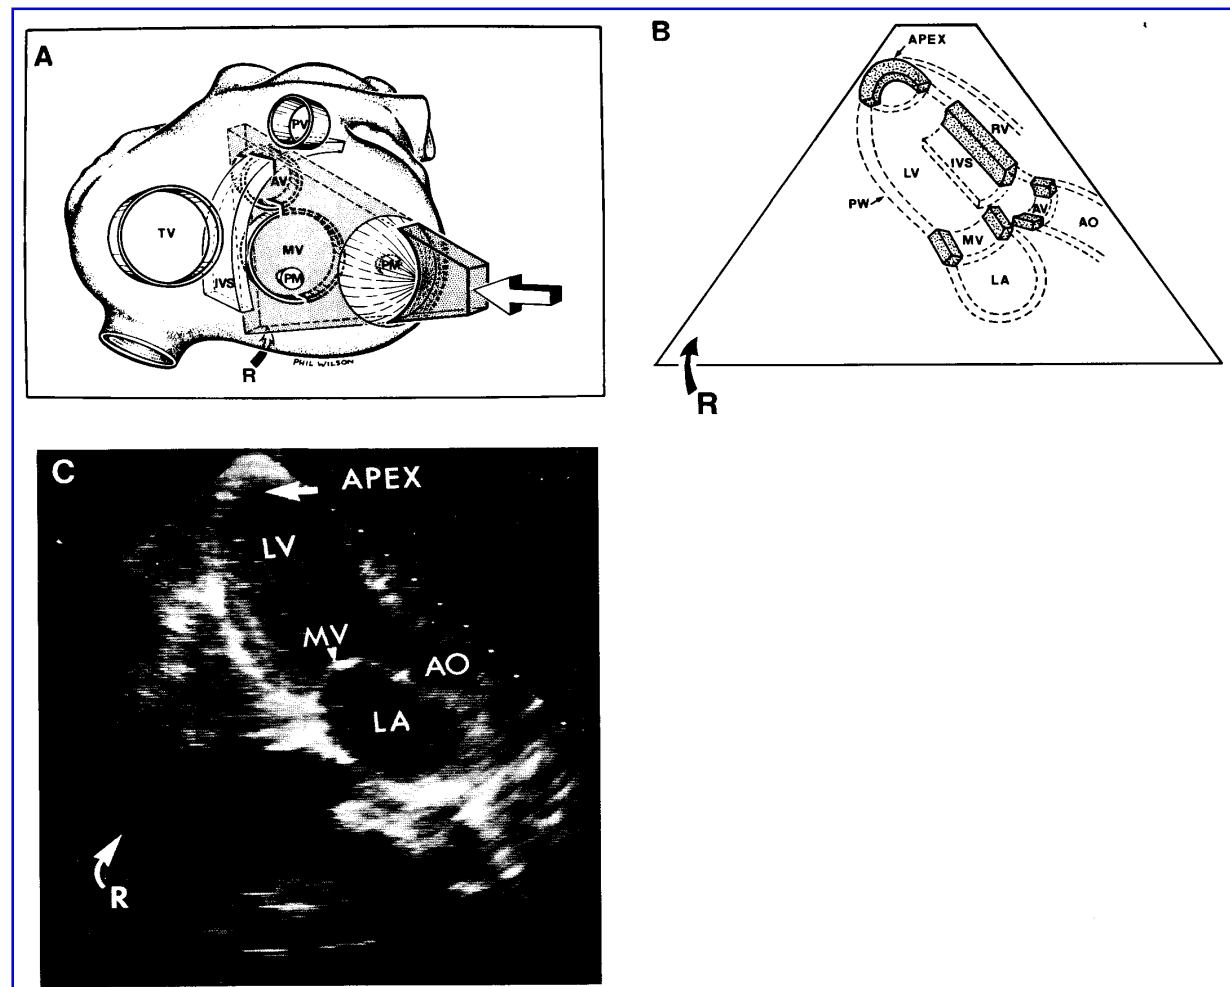 A
PV
AV
TV
MV
PM
PM
IVS
R
PHIL WILSON
B
APEX
RV
IVS
LV
PW
AV
AO
MV
LA
R
C
APEX
LV
MV
AO
LA
R